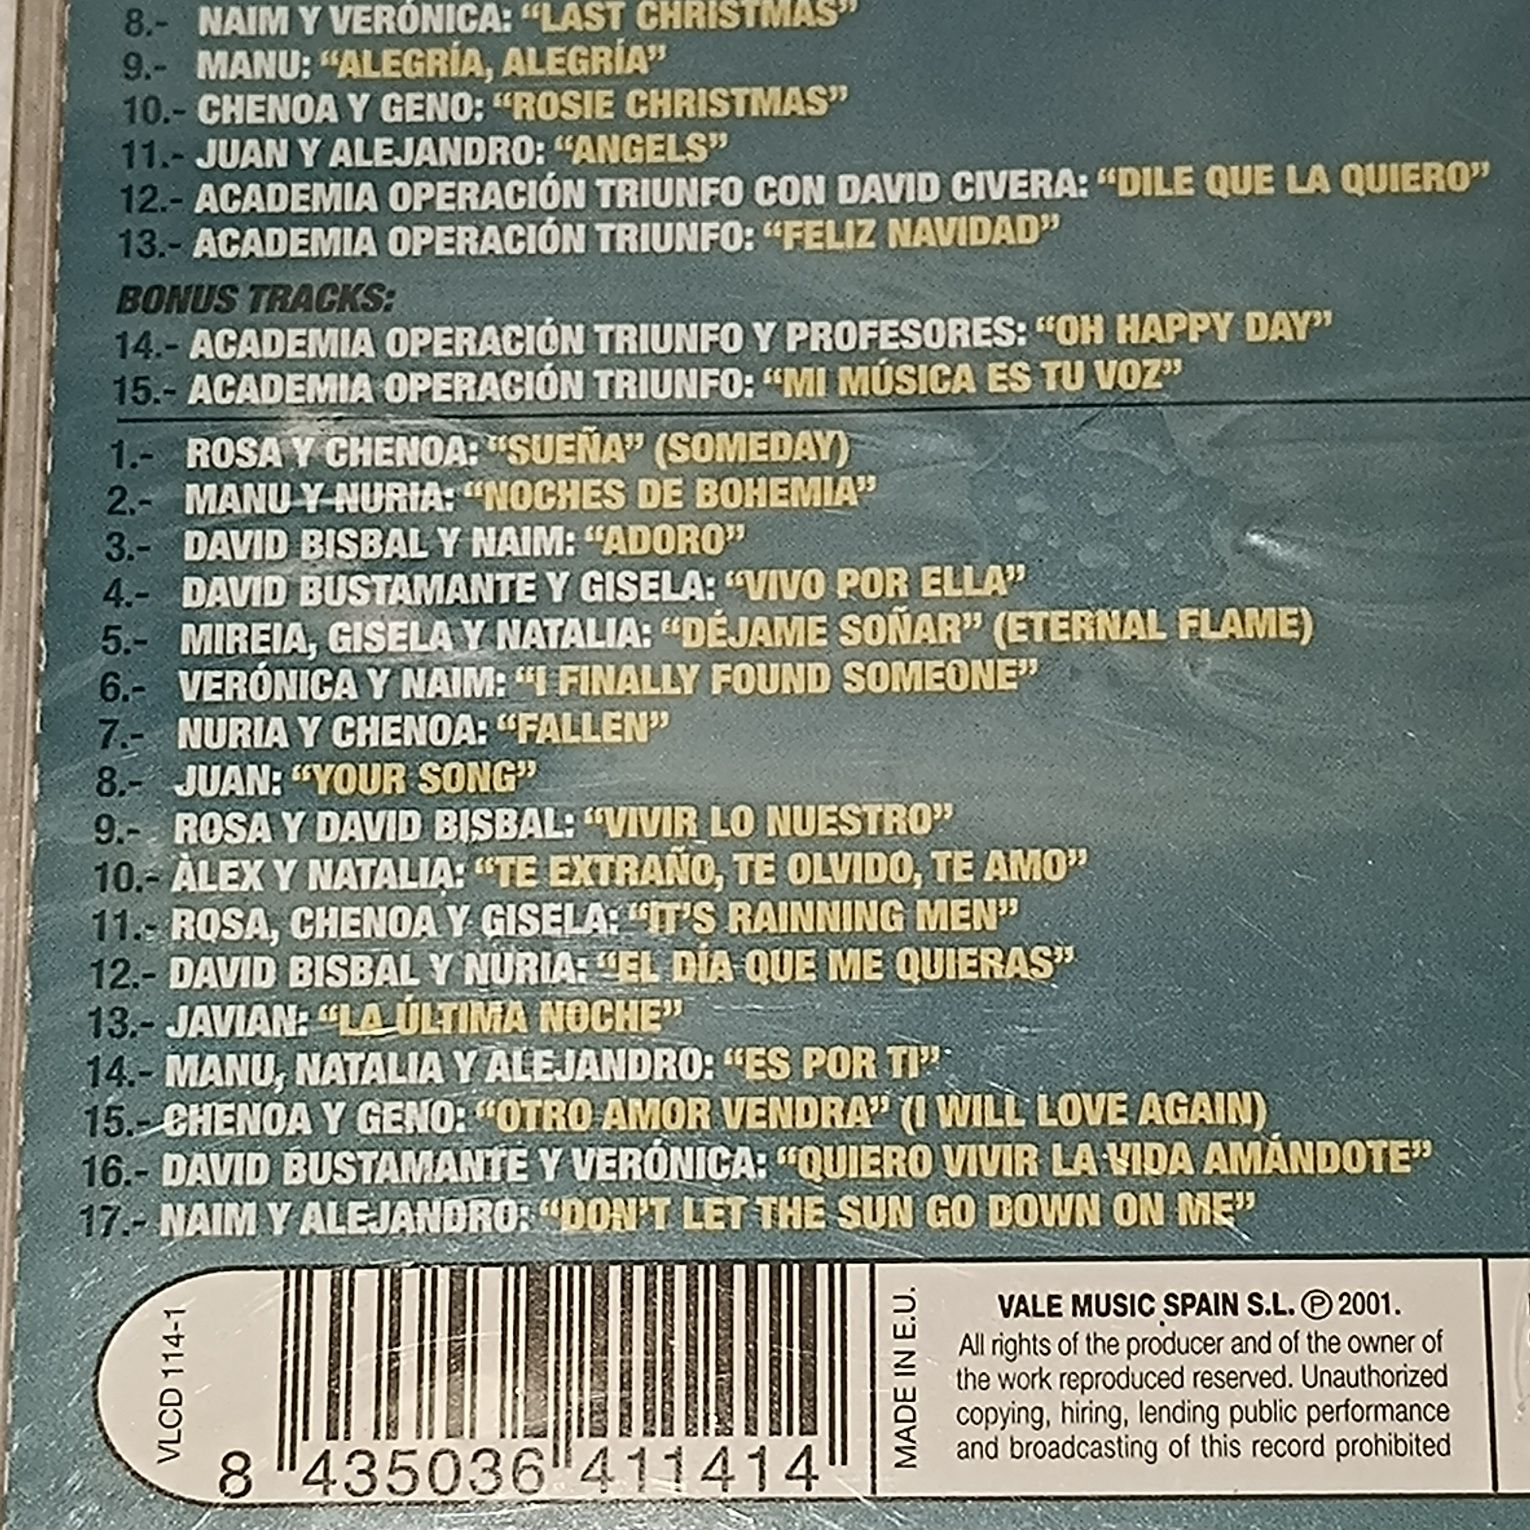 8.- NAIM Y VERÓNICA: “LAST CHRISTMAS”
9.- MANU: “ALEGRÍA, ALEGRÍA”
10.- CHENOA Y GENO: “ROSIE CHRISTMAS”
11.- JUAN Y ALEJANDRO: “ANGELS”
12.- ACADEMIA OPERACIÓN TRIUNFO CON DAVID CIVERA: “DILE QUE LA QUIERO”
13.- ACADEMIA OPERACIÓN TRIUNFO: “FELIZ NAVIDAD”
BONUS TRACKS:
14.- ACADEMIA OPERACIÓN TRIUNFO Y PROFESORES: “OH HAPPY DAY”
15.- ACADEMIA OPERACIÓN TRIUNFO: “MI MÚSICA ES TU VOZ”
1.- ROSA Y CHENOA: “SUEÑA” (SOMEDAY)
2.- MANU Y NURIA: “NOCHES DE BOHEMIA”
3.- DAVID BISBAL Y NAIM: “ADORO”
4.- DAVID BUSTAMANTE Y GISELA: “VIVO POR ELLA”
5.- MIREIA, GISELA Y NATALIA: “DÉJAME SOÑAR” (ETERNAL FLAME)
6.- VERÓNICA Y NAIM: “I FINALLY FOUND SOMEONE”
7.- NURIA Y CHENOA: “FALLEN”
8.- JUAN: “YOUR SONG”
9.- ROSA Y DAVID BISBAL: “VIVIR LO NUESTRO”
10.- ÀLEX Y NATALIA: “TE EXTRAÑO, TE OLVIDO, TE AMO”
11.- ROSA, CHENOA Y GISELA: “IT'S RAINNING MEN”
12.- DAVID BISBAL Y NURIA: “EL DÍA QUE ME QUIERAS”
13.- JAVIAN: “LA ÚLTIMA NOCHE”
14.- MANU, NATALIA Y ALEJANDRO: “ES POR TI”
15.- CHENOA Y GENO: “OTRO AMOR VENDRA” (I WILL LOVE AGAIN)
16.- DAVID BUSTAMANTE Y VERÓNICA: “QUIERO VIVIR LA VIDA AMÁNDOTE”
17.- NAIM Y ALEJANDRO: “DON'T LET THE SUN GO DOWN ON ME”
VLCD 114-1
8 435036 411414
MADE IN E.U.
VALE MUSIC SPAIN S.L. ℗ 2001.
All rights of the producer and of the owner of
the work reproduced reserved. Unauthorized
copying, hiring, lending public performance
and broadcasting of this record prohibited